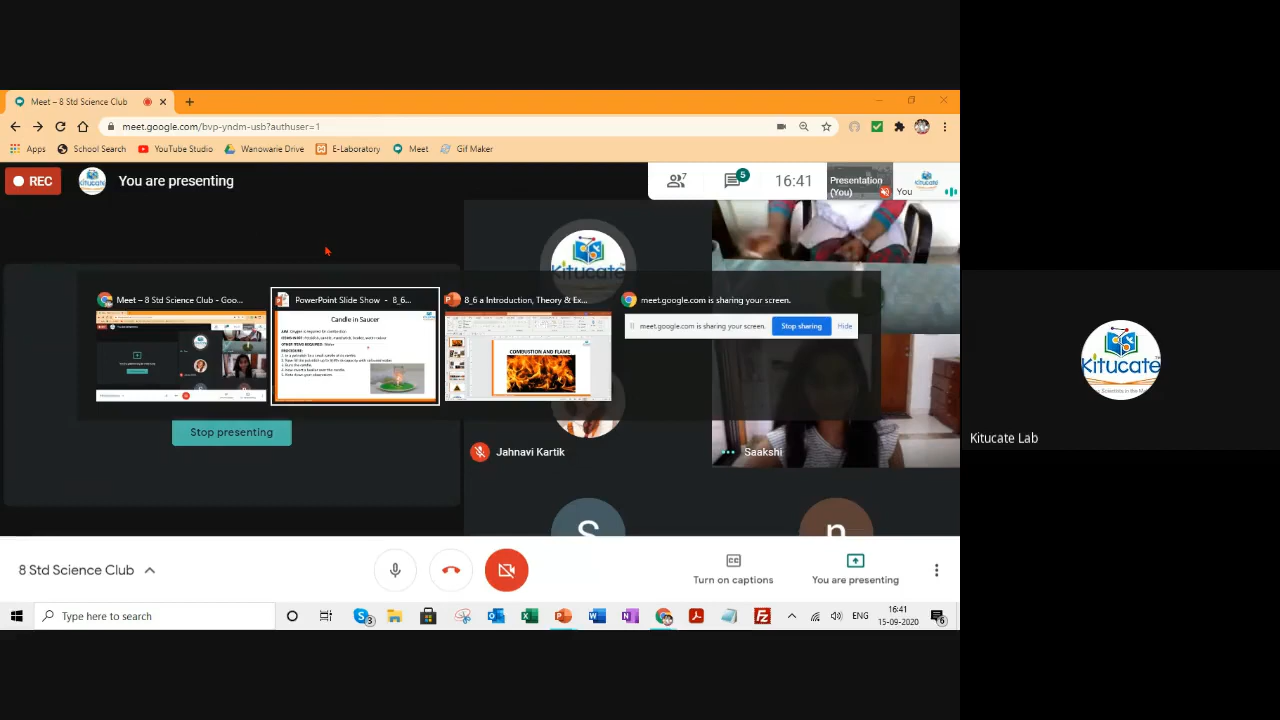 Meet – 8 Std Science Club
meet.google.com/bvp-yndm-usb?authuser=1
Apps
School Search
YouTube Studio
Wanowarie Drive
E-Laboratory
Meet
Gif Maker
REC
You are presenting
7
5
16:41
Presentation
(You)
You
Kitucate
Meet – 8 Std Science Club - Goo...
PowerPoint Slide Show - 8_6...
8_6 a Introduction, Theory & Ex...
meet.google.com is sharing your screen.
Candle in Saucer
COMBUSTION AND FLAME
meet.google.com is sharing your screen.
Stop sharing
Hide
Stop presenting
Jahnavi Kartik
Saakshi
S
n
Kitucate
Kitucate Lab
8 Std Science Club
Turn on captions
You are presenting
Type here to search
3
ENG
16:41
15-09-2020
6